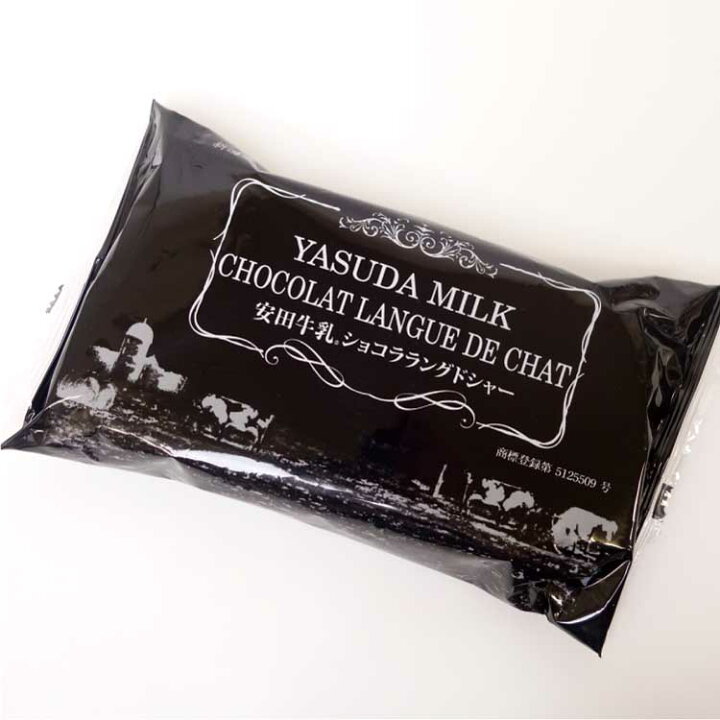 YASUDA MILK
CHOCOLAT LANGUE DE CHAT
安田牛乳ショコララングドシャー
商標登録第 5125509 号